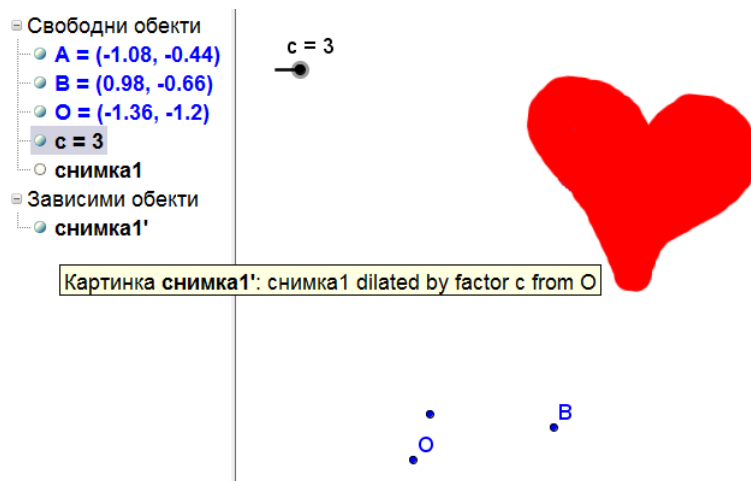 Свободни обекти
A = (-1.08, -0.44)
B = (0.98, -0.66)
O = (-1.36, -1.2)
c = 3
снимка1
Зависими обекти
снимка1'
Картинка снимка1': снимка1 dilated by factor c from O
c = 3
B
O